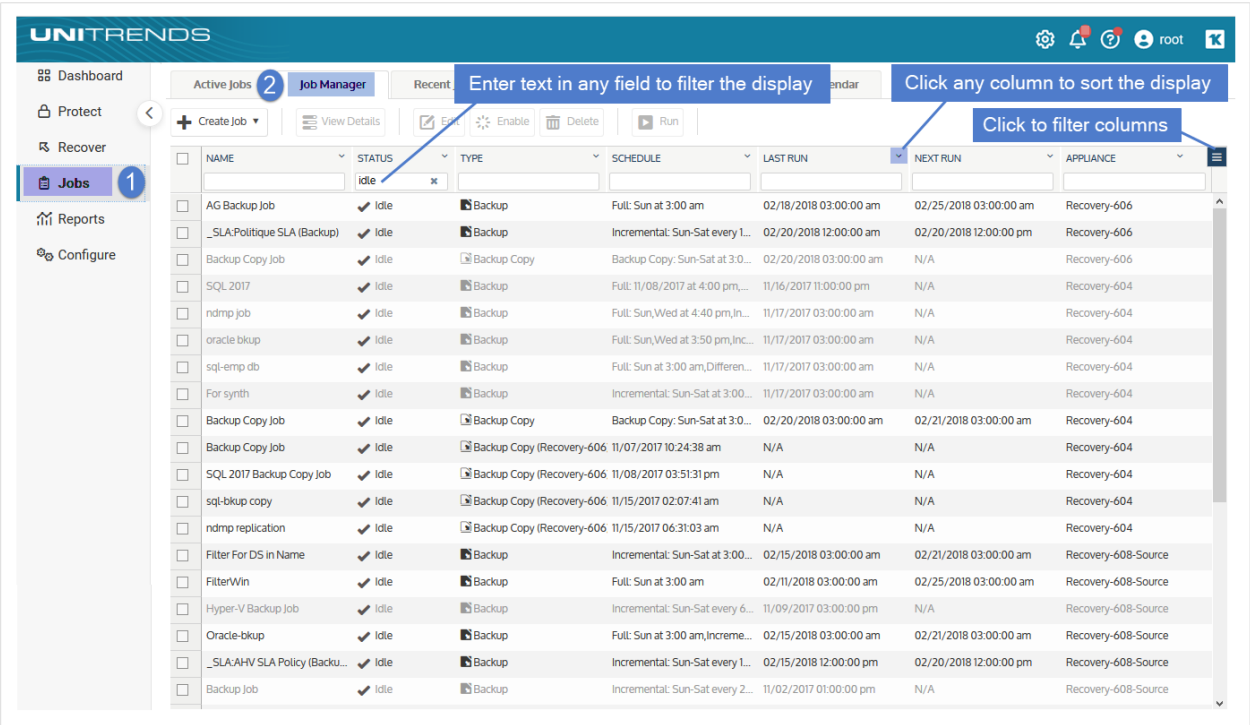 UNITRENDS
root
Dashboard
Protect
Recover
Jobs 1
Reports
Configure
Active Jobs 2 Job Manager Recent
Enter text in any field to filter the display
endar
Click any column to sort the display
Click to filter columns
Create Job View Details Edit Enable Delete Run
NAME STATUS TYPE SCHEDULE LAST RUN NEXT RUN APPLIANCE
idle
AG Backup Job Idle Backup Full: Sun at 3:00 am 02/18/2018 03:00:00 am 02/25/2018 03:00:00 am Recovery-606
_SLA:Politique SLA (Backup) Idle Backup Incremental: Sun-Sat every 1... 02/20/2018 12:00:00 am 02/20/2018 12:00:00 pm Recovery-606
Backup Copy Job Idle Backup Copy Backup Copy: Sun-Sat at 3:0... 02/20/2018 03:00:00 am N/A Recovery-606
SQL 2017 Idle Backup Full: 11/08/2017 at 4:00 pm,... 11/16/2017 11:00:00 pm N/A Recovery-604
ndmp job Idle Backup Full: Sun,Wed at 4:40 pm,In... 11/17/2017 03:00:00 am N/A Recovery-604
oracle bkup Idle Backup Full: Sun,Wed at 3:50 pm,Inc... 11/17/2017 03:00:00 am N/A Recovery-604
sql-emp db Idle Backup Full: Sun at 3:00 am,Differen... 11/17/2017 03:00:00 am N/A Recovery-604
For synth Idle Backup Incremental: Sun-Sat at 3:00... 11/17/2017 03:00:00 am N/A Recovery-604
Backup Copy Job Idle Backup Copy Backup Copy: Sun-Sat at 3:0... 02/20/2018 03:00:00 am 02/21/2018 03:00:00 am Recovery-604
Backup Copy Job Idle Backup Copy (Recovery-606 11/07/2017 10:24:38 am N/A N/A Recovery-604
SQL 2017 Backup Copy Job Idle Backup Copy (Recovery-606 11/08/2017 03:51:31 pm N/A N/A Recovery-604
sql-bkup copy Idle Backup Copy (Recovery-606 11/15/2017 02:07:41 am N/A N/A Recovery-604
ndmp replication Idle Backup Copy (Recovery-606 11/15/2017 06:31:03 am N/A N/A Recovery-604
Filter For DS in Name Idle Backup Incremental: Sun-Sat at 3:00... 02/15/2018 03:00:00 am 02/21/2018 03:00:00 am Recovery-608-Source
FilterWin Idle Backup Full: Sun at 3:00 am 02/11/2018 03:00:00 am 02/25/2018 03:00:00 am Recovery-608-Source
Hyper-V Backup Job Idle Backup Incremental: Sun-Sat every 6... 11/09/2017 03:00:00 pm N/A Recovery-608-Source
Oracle-bkup Idle Backup Full: Sun at 3:00 am,Increme... 02/15/2018 03:00:00 am 02/21/2018 03:00:00 am Recovery-608-Source
_SLA:AHV SLA Policy (Backu... Idle Backup Incremental: Sun-Sat every 1... 02/15/2018 12:00:00 pm 02/20/2018 12:00:00 pm Recovery-608-Source
Backup Job Idle Backup Incremental: Sun-Sat every 2... 11/02/2017 01:00:00 pm N/A Recovery-608-Source